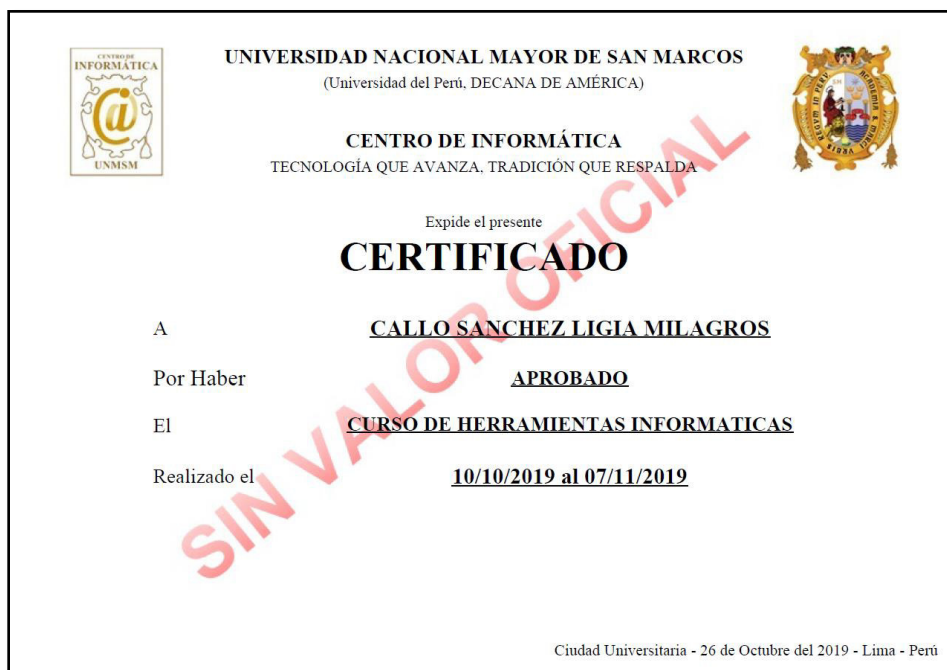 CENTRO DE
INFORMÁTICA
@
UNMSM
UNIVERSIDAD NACIONAL MAYOR DE SAN MARCOS
(Universidad del Perú, DECANA DE AMÉRICA)
CENTRO DE INFORMÁTICA
TECNOLOGÍA QUE AVANZA, TRADICIÓN QUE RESPALDA
Expide el presente
CERTIFICADO
A CALLO SANCHEZ LIGIA MILAGROS
Por Haber APROBADO
El CURSO DE HERRAMIENTAS INFORMATICAS
Realizado el 10/10/2019 al 07/11/2019
SIN VALOR OFICIAL
Ciudad Universitaria - 26 de Octubre del 2019 - Lima - Perú